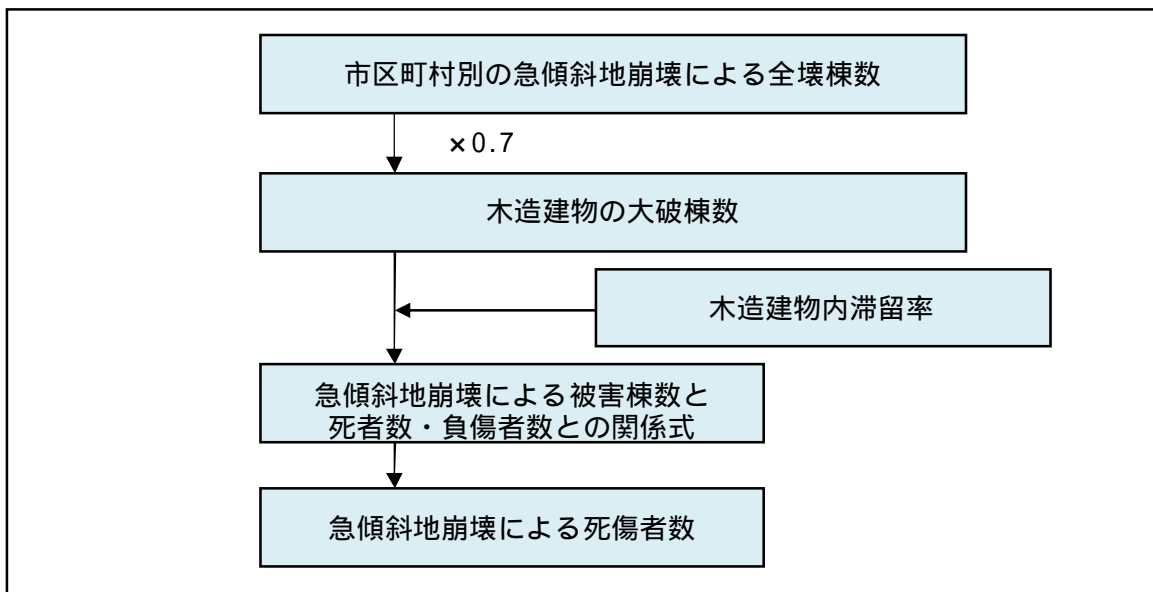 市区町村別の急傾斜地崩壊による全壊棟数
×0.7
木造建物の大破棟数
木造建物内滞留率
急傾斜地崩壊による被害棟数と
死者数・負傷者数との関係式
急傾斜地崩壊による死傷者数